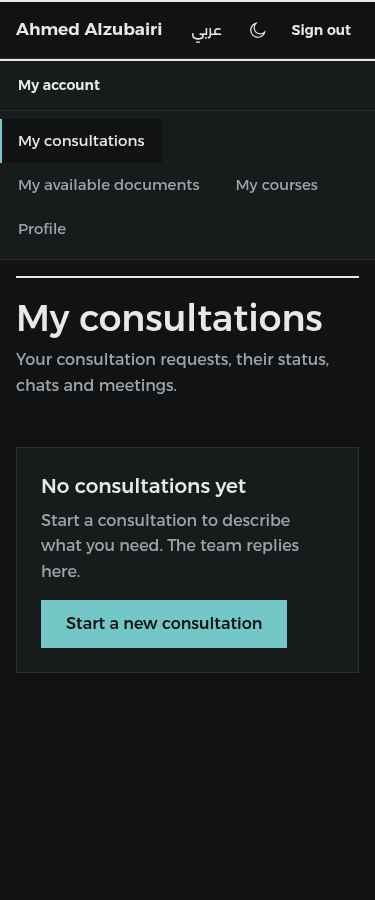 Ahmed Alzubairi عربي Sign out
My account
My consultations
My available documents My courses
Profile
My consultations
Your consultation requests, their status,
chats and meetings.
No consultations yet
Start a consultation to describe
what you need. The team replies
here.
Start a new consultation